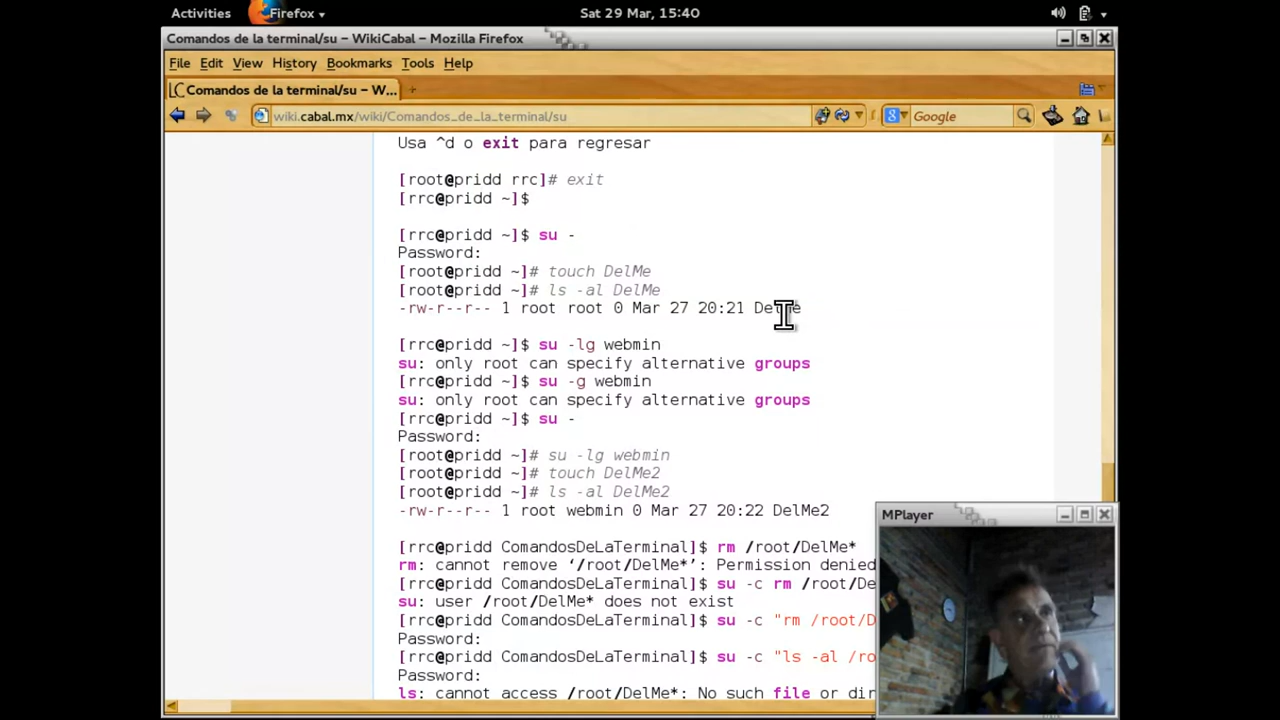 Activities Firefox Sat 29 Mar, 15:40
Comandos de la terminal/su – WikiCabal – Mozilla Firefox
File Edit View History Bookmarks Tools Help
Comandos de la terminal/su – W...
wiki.cabal.mx/wiki/Comandos_de_la_terminal/su Google
Usa ^d o exit para regresar
[root@pridd rrc]# exit
[rrc@pridd ~]$
[rrc@pridd ~]$ su -
Password:
[root@pridd ~]# touch DelMe
[root@pridd ~]# ls -al DelMe
-rw-r--r-- 1 root root 0 Mar 27 20:21 DelMe
[rrc@pridd ~]$ su -lg webmin
su: only root can specify alternative groups
[rrc@pridd ~]$ su -g webmin
su: only root can specify alternative groups
[rrc@pridd ~]$ su -
Password:
[root@pridd ~]# su -lg webmin
[root@pridd ~]# touch DelMe2
[root@pridd ~]# ls -al DelMe2
-rw-r--r-- 1 root webmin 0 Mar 27 20:22 DelMe2
MPlayer
[rrc@pridd ComandosDeLaTerminal]$ rm /root/DelMe*
rm: cannot remove ‘/root/DelMe*’: Permission denied
[rrc@pridd ComandosDeLaTerminal]$ su -c rm /root/De
su: user /root/DelMe* does not exist
[rrc@pridd ComandosDeLaTerminal]$ su -c "rm /root/D
Password:
[rrc@pridd ComandosDeLaTerminal]$ su -c "ls -al /ro
Password:
ls: cannot access /root/DelMe*: No such file or dir